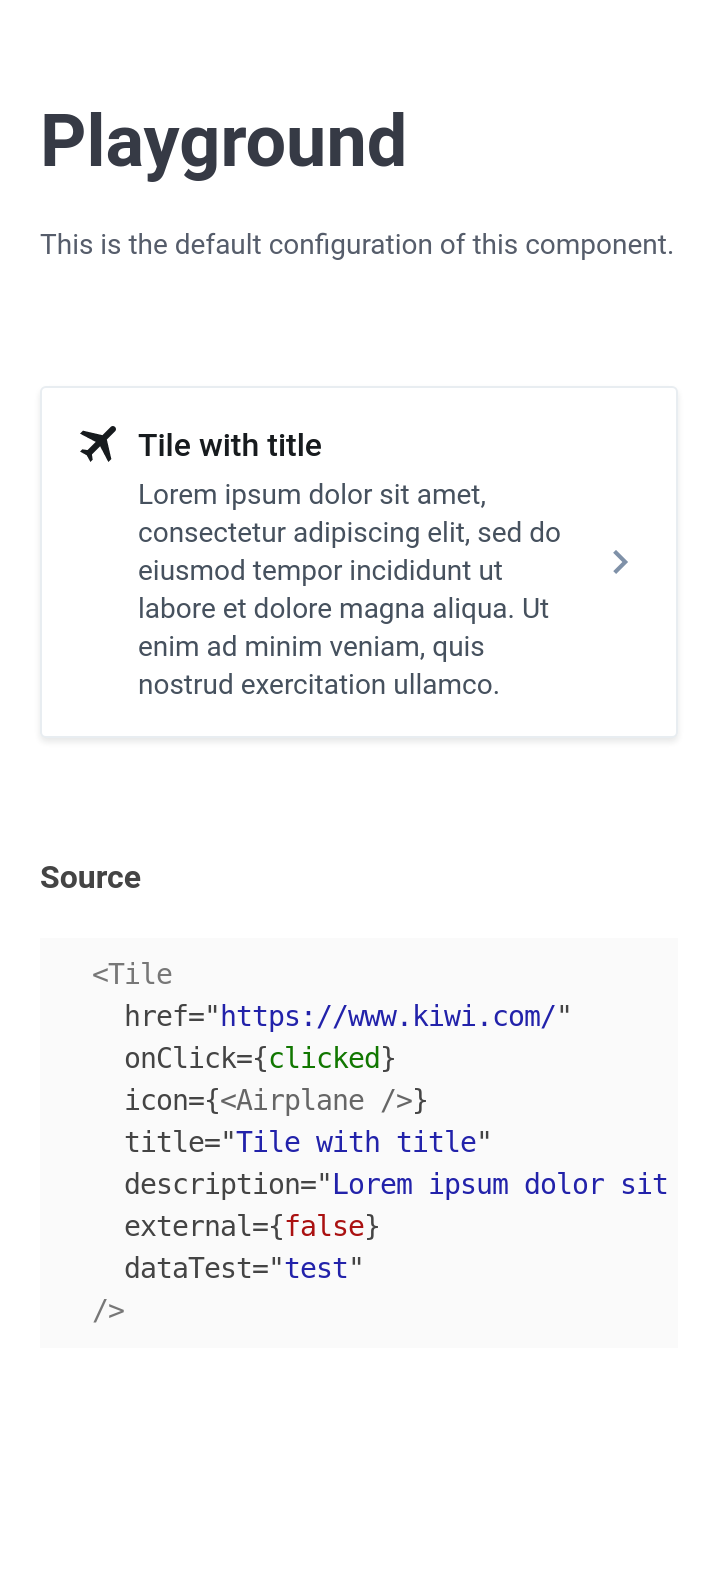 Playground
This is the default configuration of this component.
Tile with title
Lorem ipsum dolor sit amet,
consectetur adipiscing elit, sed do
eiusmod tempor incididunt ut
labore et dolore magna aliqua. Ut
enim ad minim veniam, quis
nostrud exercitation ullamco.
Source
<Tile
  href="https://www.kiwi.com/"
  onClick={clicked}
  icon={<Airplane />}
  title="Tile with title"
  description="Lorem ipsum dolor sit
  external={false}
  dataTest="test"
/>